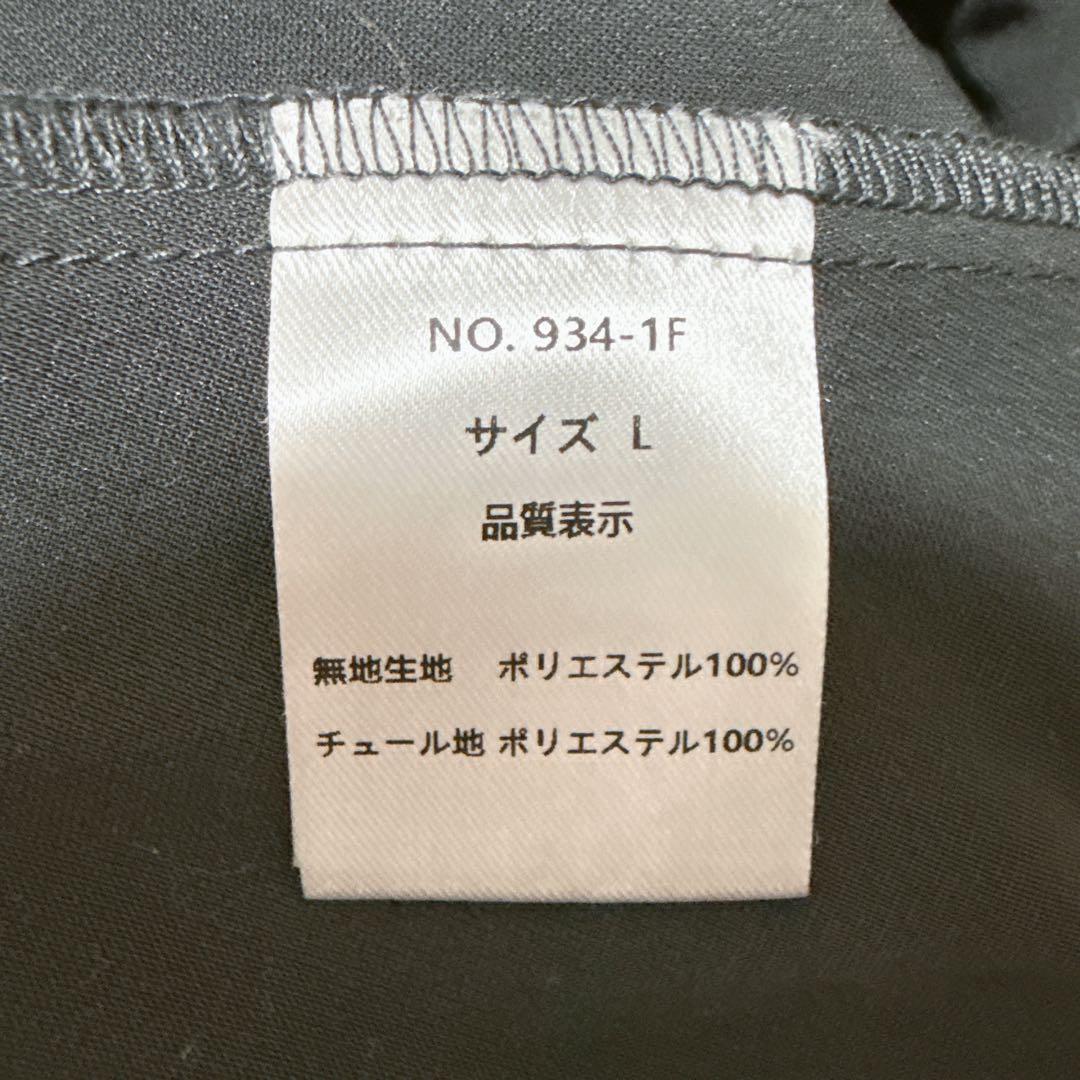 NO. 934-1F
サイズ L
品質表示
無地生地 ポリエステル100%
チュール地 ポリエステル100%